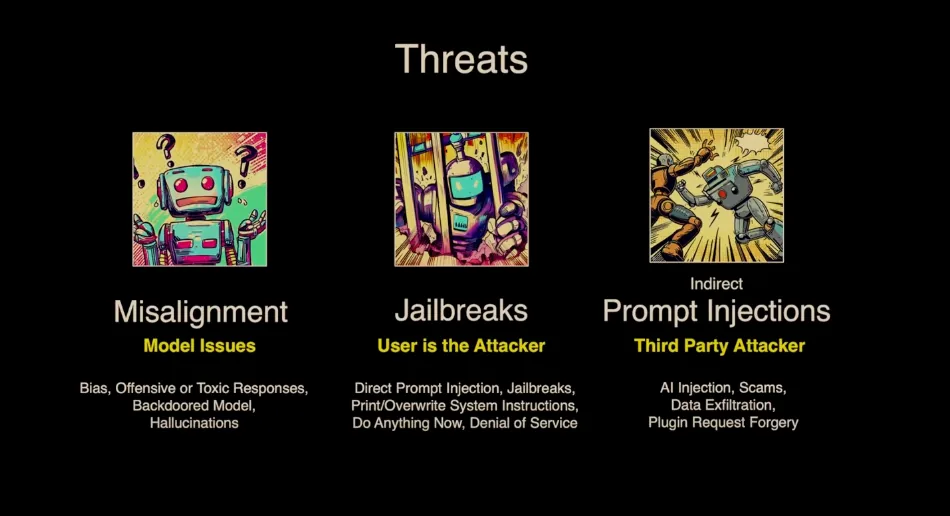 Threats
Misalignment
Model Issues
Bias, Offensive or Toxic Responses,
Backdoored Model,
Hallucinations
Jailbreaks
User is the Attacker
Direct Prompt Injection, Jailbreaks,
Print/Overwrite System Instructions,
Do Anything Now, Denial of Service
Indirect
Prompt Injections
Third Party Attacker
AI Injection, Scams,
Data Exfiltration,
Plugin Request Forgery